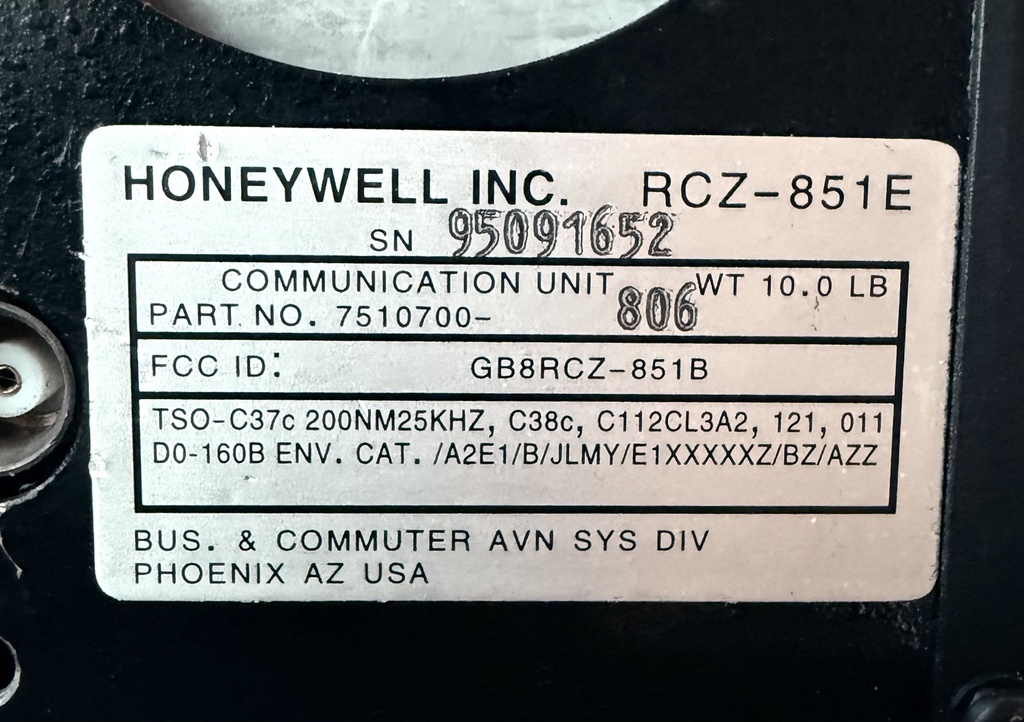 HONEYWELL INC. RCZ-851E
SN 95091652
COMMUNICATION UNIT WT 10.0 LB
PART NO. 7510700- 806
FCC ID: GB8RCZ-851B
TSO-C37c 200NM25KHZ, C38c, C112CL3A2, 121, 011
D0-160B ENV. CAT. /A2E1/B/JLMY/E1XXXXXZ/BZ/AZZ
BUS. & COMMUTER AVN SYS DIV
PHOENIX AZ USA